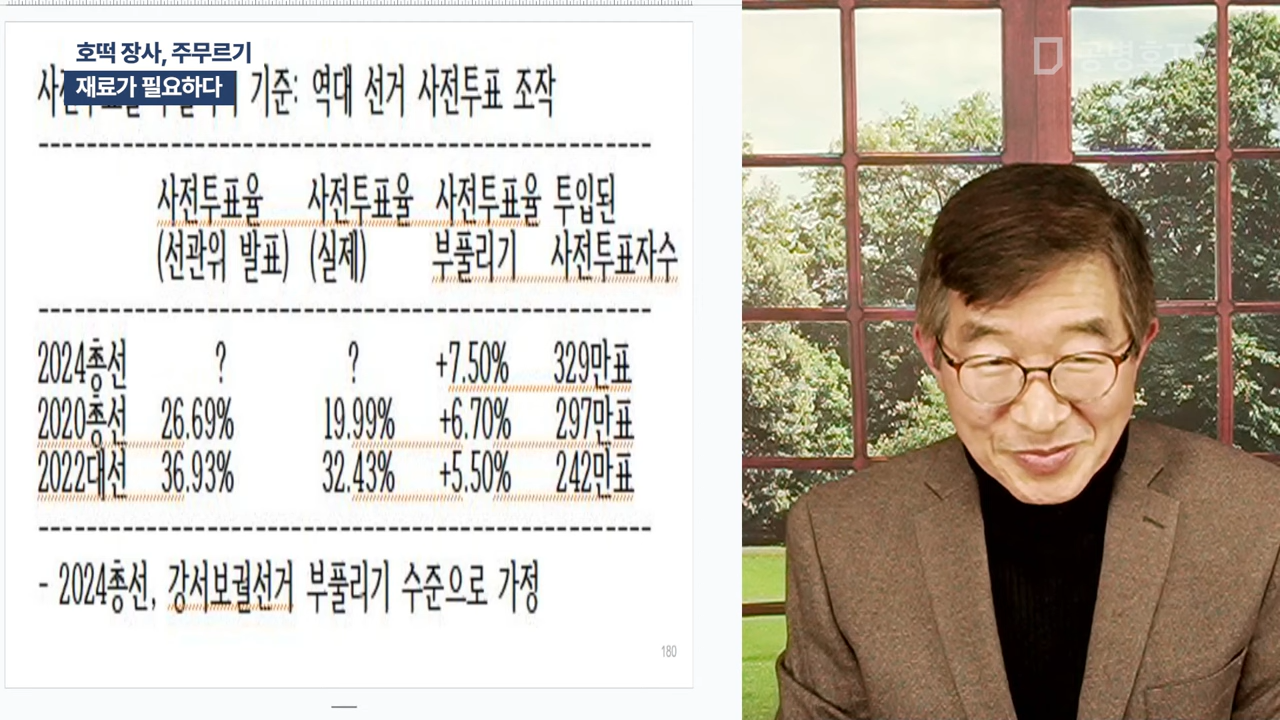 호떡 장사, 주무르기
재료가 필요하다
기준: 역대 선거 사전투표 조작
사전투표율 사전투표율 사전투표율 투입된
(선관위 발표) (실제) 부풀리기 사전투표자수
2024총선 ? ? +7.50% 329만표
2020총선 26.69% 19.99% +6.70% 297만표
2022대선 36.93% 32.43% +5.50% 242만표
- 2024총선, 강서보궐선거 부풀리기 수준으로 가정
180
공병호